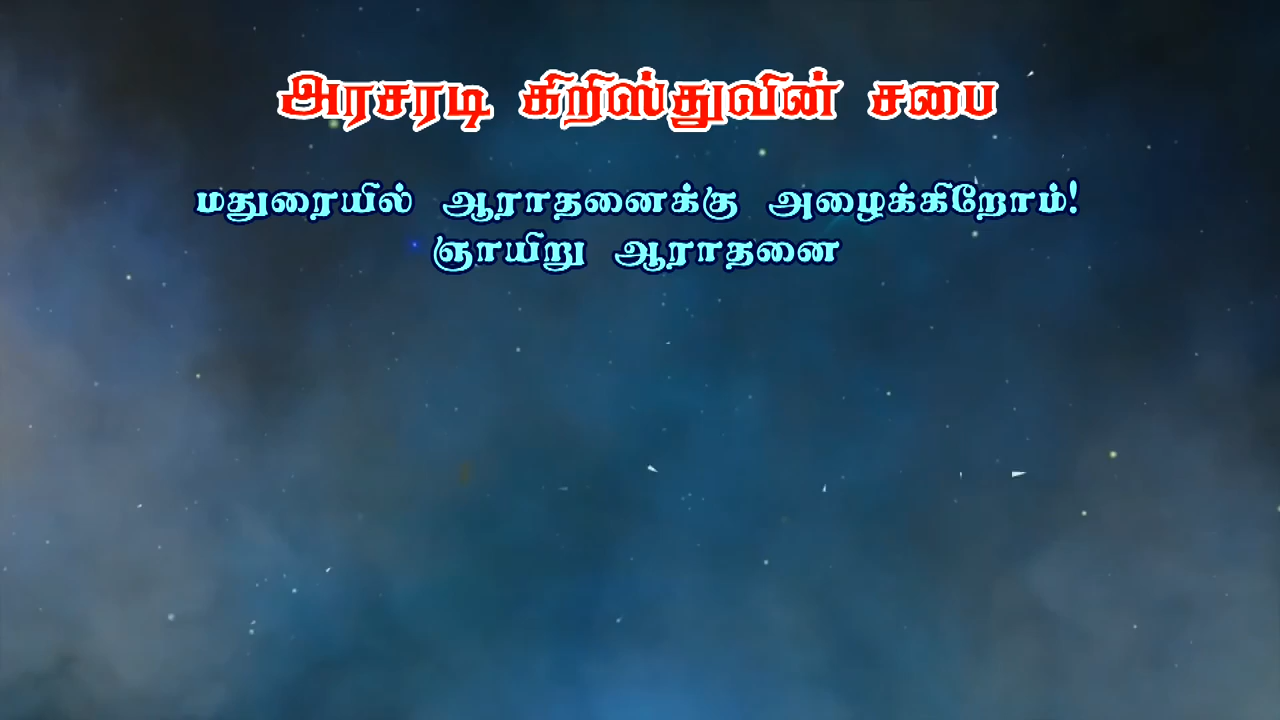 அரசரடி கிறிஸ்துவின் சபை
மதுரையில் ஆராதனைக்கு அழைக்கிறோம்!
ஞாயிறு ஆராதனை